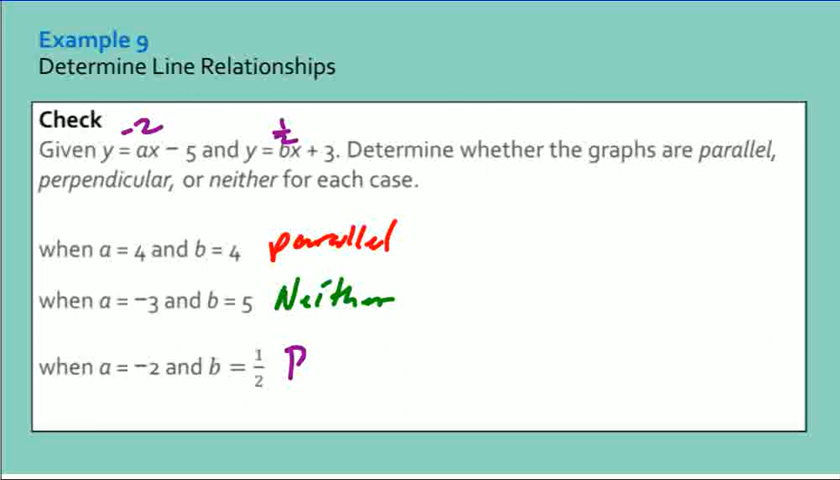 Example 9
Determine Line Relationships
Check
-2 1/2
Given y = ax − 5 and y = bx + 3. Determine whether the graphs are parallel,
perpendicular, or neither for each case.
when a = 4 and b = 4 parallel
when a = −3 and b = 5 Neither
when a = −2 and b = 1/2 P